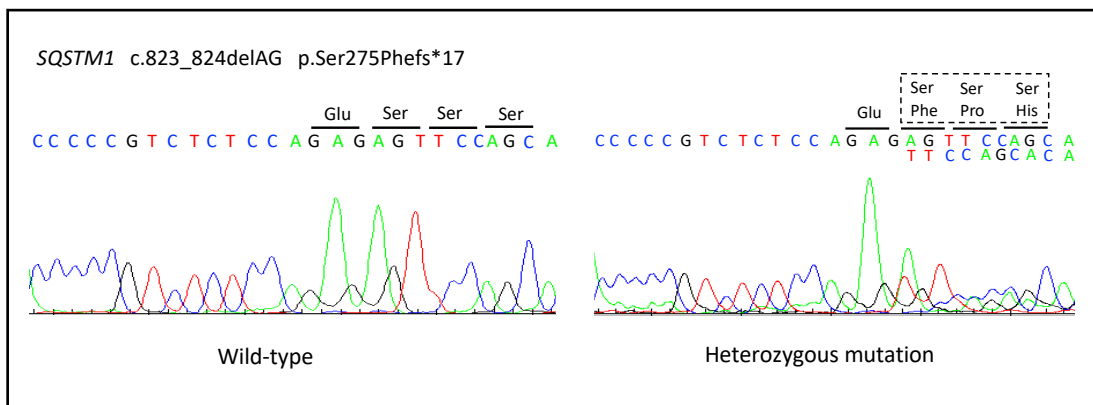 SQSTM1 c.823_824delAG p.Ser275Phefs*17
Glu Ser Ser Ser
C C C C C G T C T C T C C A G A G A G T T C C A G C A
Wild-type
Ser Ser Ser
Glu Phe Pro His
C C C C C G T C T C T C C A G A G A G T T C C A G C A
T T C C A G C A C A
Heterozygous mutation